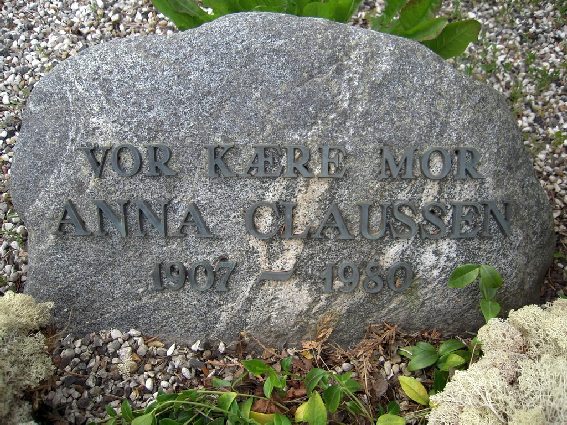 VOR KÆRE MOR
ANNA CLAUSSEN
1907 – 1980